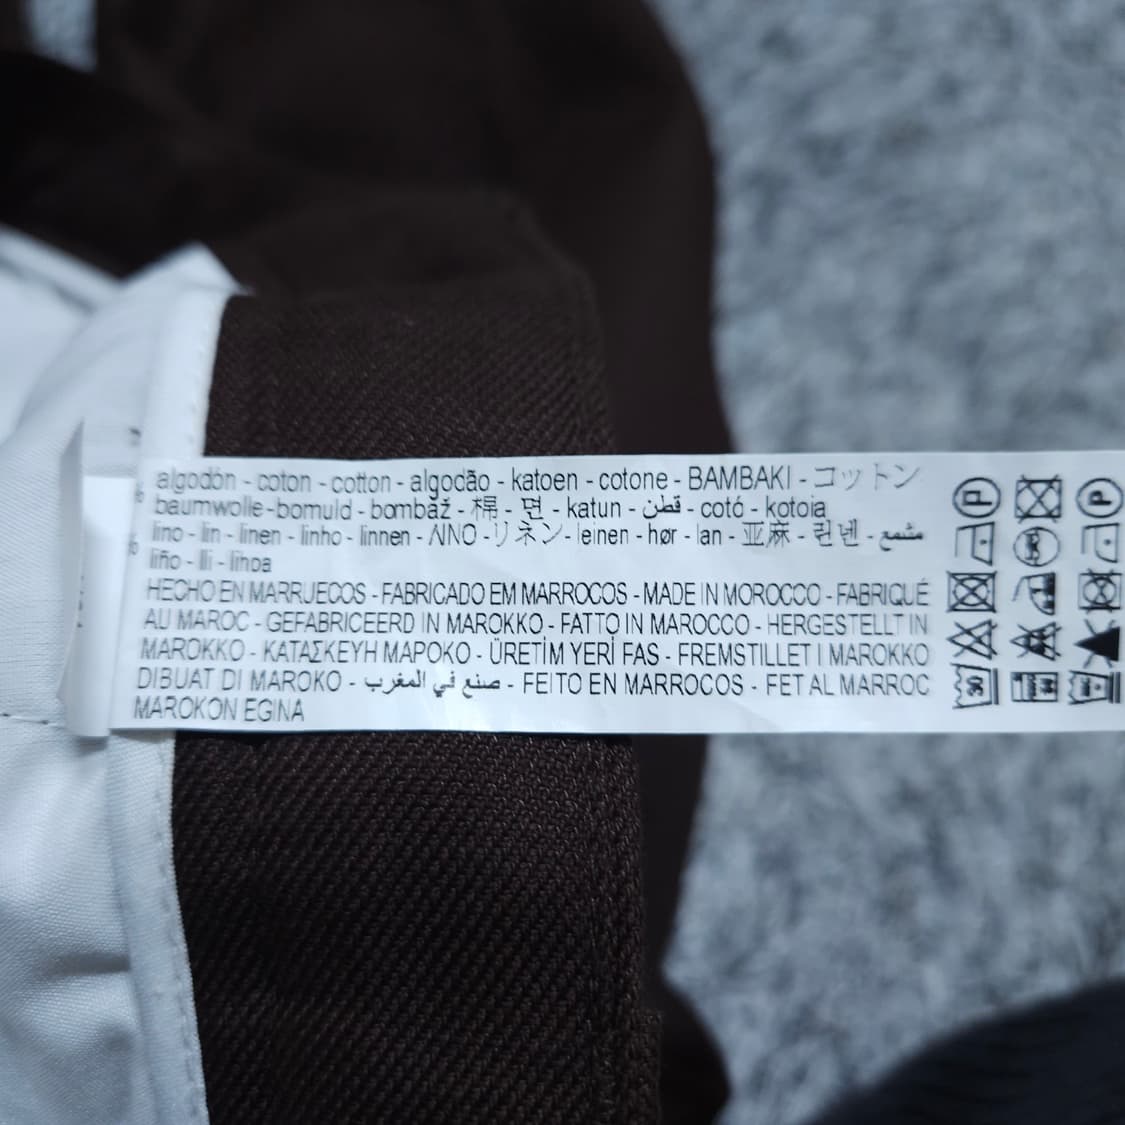 algodón - coton - cotton - algodão - katoen - cotone - BAMBAKI - コットン
baumwolle - bomuld - bombaž - 棉 - 면 - katun - قطن - cotó - kotoia
lino - lin - linen - linho - linnen - ΛΙΝΟ - リネン - leinen - hør - lan - 亚麻 - 린넨 - مشمع
liño - lli - lihoa
HECHO EN MARRUECOS - FABRICADO EM MARROCOS - MADE IN MOROCCO - FABRIQUÉ
AU MAROC - GEFABRICEERD IN MAROKKO - FATTO IN MAROCCO - HERGESTELLT IN
MAROKKO - ΚΑΤΑΣΚΕΥΗ ΜΑΡΟΚΟ - ÜRETİM YERİ FAS - FREMSTILLET I MAROKKO
DIBUAT DI MAROKO - صنع في المغرب - FEITO EN MARROCOS - FET AL MARROC
MAROKON EGINA